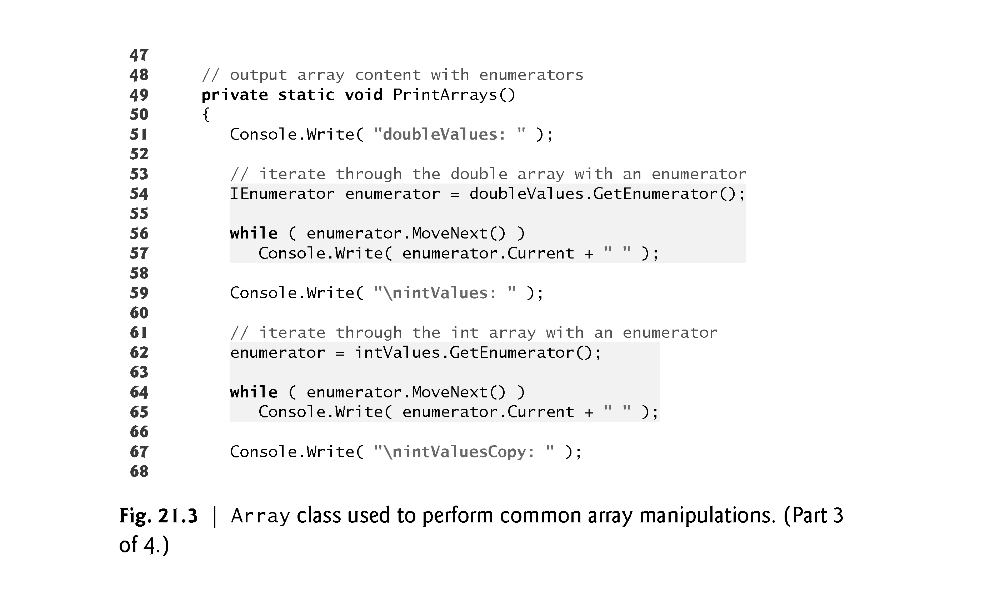 47
48 // output array content with enumerators
49 private static void PrintArrays()
50 {
51 Console.Write( "doubleValues: " );
52
53 // iterate through the double array with an enumerator
54 IEnumerator enumerator = doubleValues.GetEnumerator();
55
56 while ( enumerator.MoveNext() )
57 Console.Write( enumerator.Current + " " );
58
59 Console.Write( "\nintValues: " );
60
61 // iterate through the int array with an enumerator
62 enumerator = intValues.GetEnumerator();
63
64 while ( enumerator.MoveNext() )
65 Console.Write( enumerator.Current + " " );
66
67 Console.Write( "\nintValuesCopy: " );
68
Fig. 21.3 | Array class used to perform common array manipulations. (Part 3
of 4.)